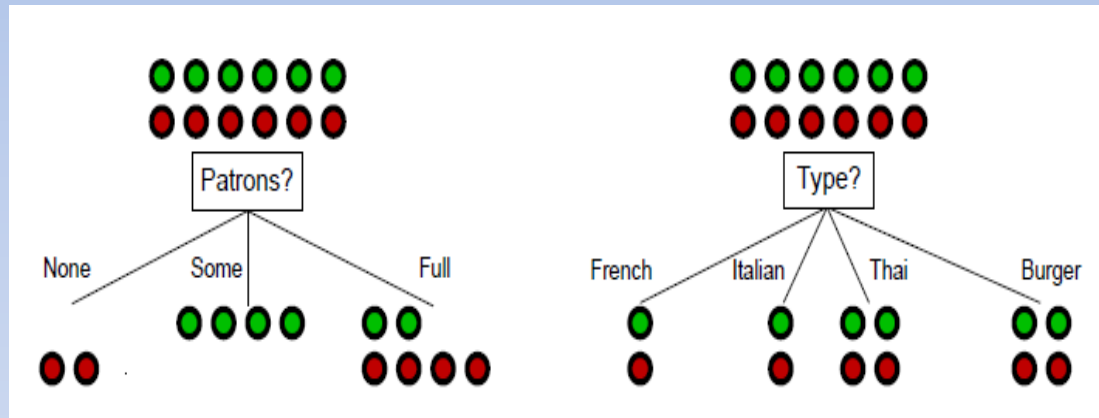 Patrons?
None
Some
Full
Type?
French
Italian
Thai
Burger